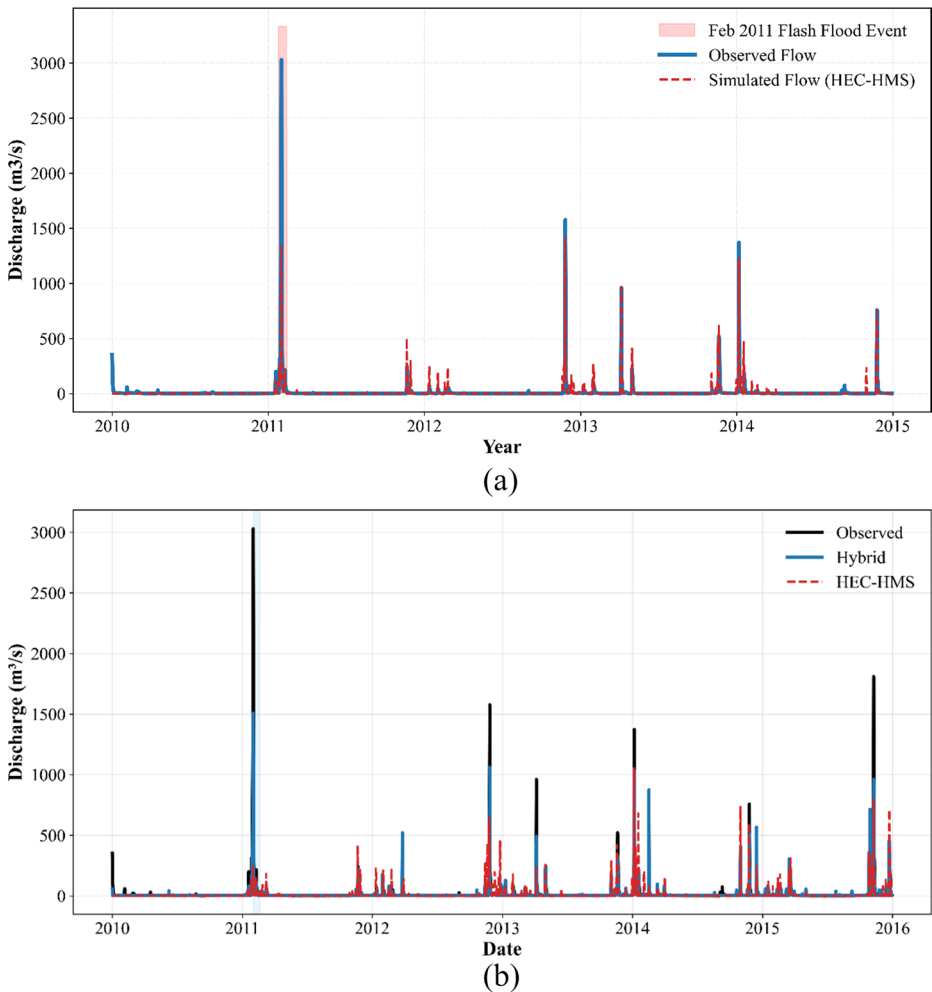 Feb 2011 Flash Flood Event
Observed Flow
Simulated Flow (HEC-HMS)
Discharge (m3/s)
3000
2500
2000
1500
1000
500
0
2010 2011 2012 2013 2014 2015
Year
(a)
Observed
Hybrid
HEC-HMS
Discharge (m³/s)
3000
2500
2000
1500
1000
500
0
2010 2011 2012 2013 2014 2015 2016
Date
(b)